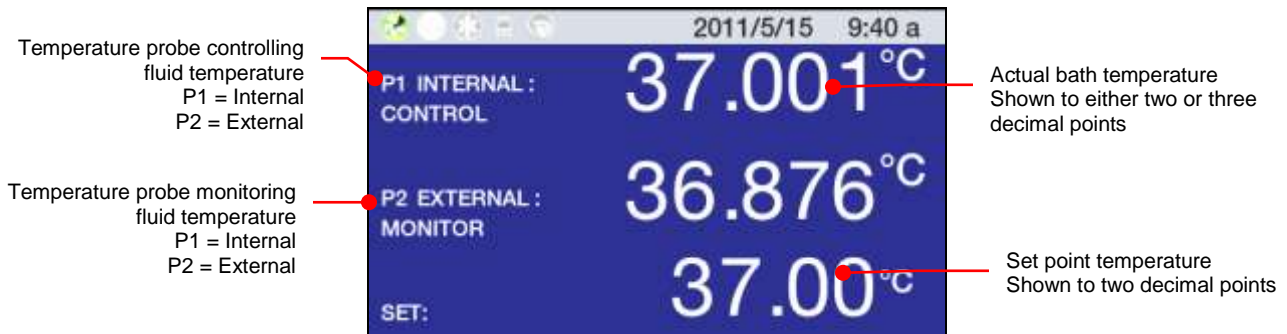 2011/5/15 9:40 a
Temperature probe controlling
fluid temperature
P1 = Internal
P2 = External
P1 INTERNAL :
CONTROL
37.001°C
Actual bath temperature
Shown to either two or three
decimal points
Temperature probe monitoring
fluid temperature
P1 = Internal
P2 = External
P2 EXTERNAL :
MONITOR
36.876°C
SET:
37.00°C
Set point temperature
Shown to two decimal points